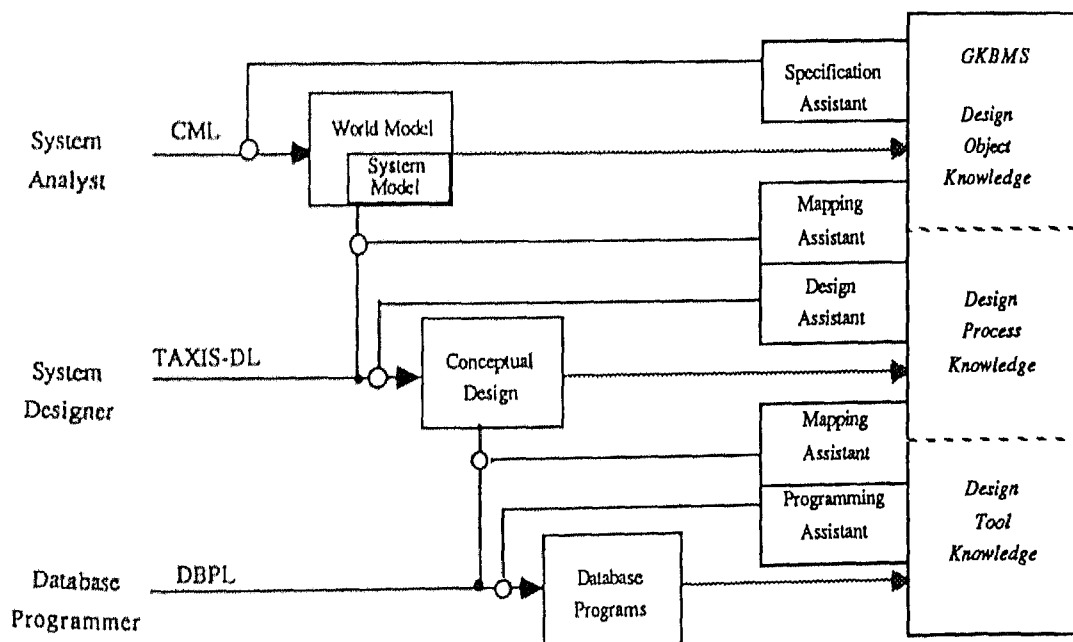 GKBMS
Specification
Assistant
Design
Object
Knowledge
System
Analyst
CML
World Model
System
Model
Mapping
Assistant
Design
Assistant
Design
Process
Knowledge
System
Designer
TAXIS-DL
Conceptual
Design
Mapping
Assistant
Programming
Assistant
Design
Tool
Knowledge
Database
Programmer
DBPL
Database
Programs